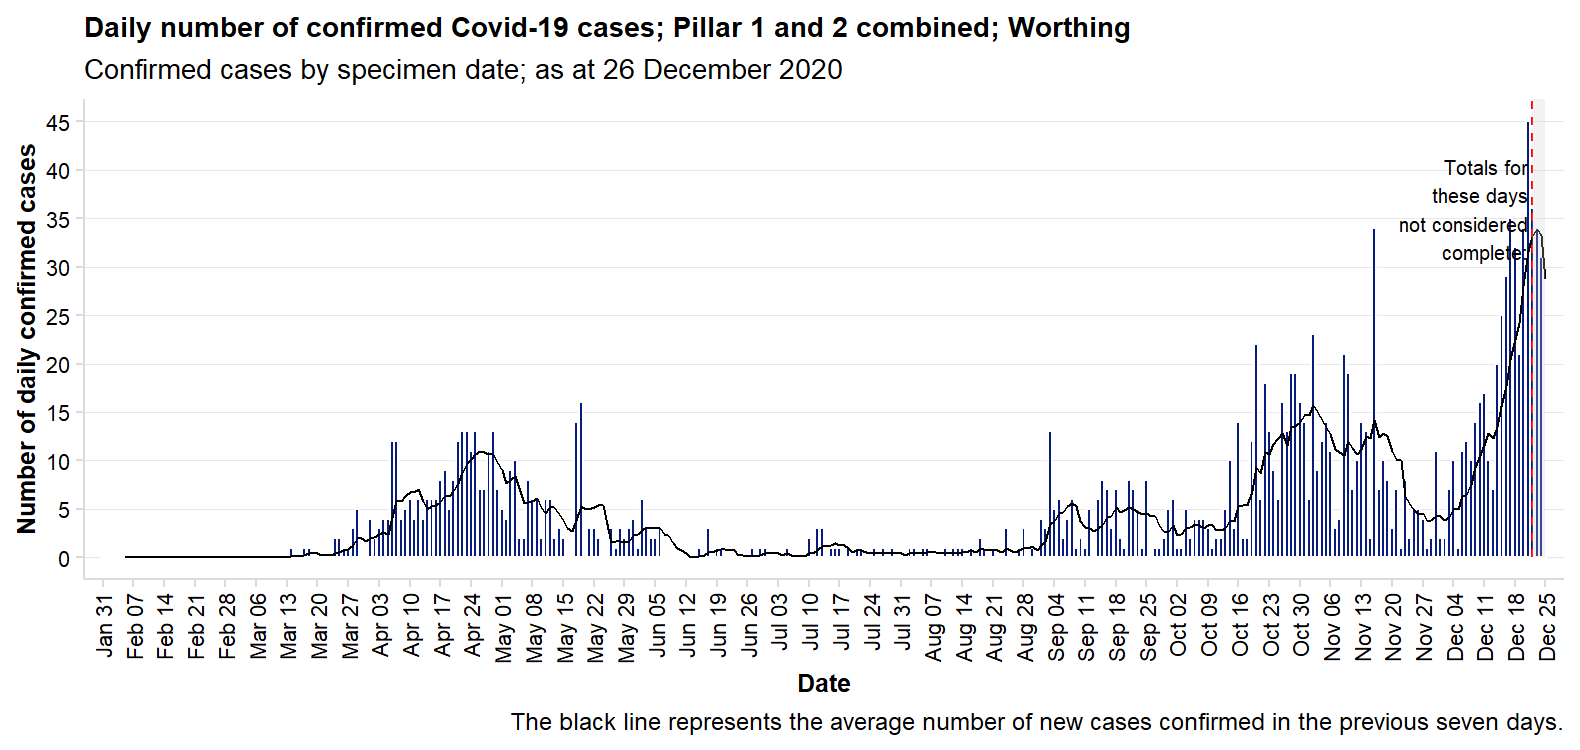 Daily number of confirmed Covid-19 cases; Pillar 1 and 2 combined; Worthing
Confirmed cases by specimen date; as at 26 December 2020
Number of daily confirmed cases
45
40
35
30
25
20
15
10
5
0
Totals for
these days
not considered
complete.
Jan 31
Feb 07
Feb 14
Feb 21
Feb 28
Mar 06
Mar 13
Mar 20
Mar 27
Apr 03
Apr 10
Apr 17
Apr 24
May 01
May 08
May 15
May 22
May 29
Jun 05
Jun 12
Jun 19
Jun 26
Jul 03
Jul 10
Jul 17
Jul 24
Jul 31
Aug 07
Aug 14
Aug 21
Aug 28
Sep 04
Sep 11
Sep 18
Sep 25
Oct 02
Oct 09
Oct 16
Oct 23
Oct 30
Nov 06
Nov 13
Nov 20
Nov 27
Dec 04
Dec 11
Dec 18
Dec 25
Date
The black line represents the average number of new cases confirmed in the previous seven days.